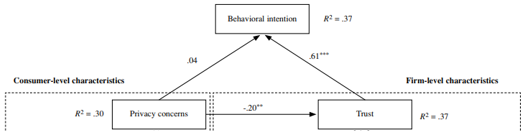 Behavioral intention R² = .37
.04 .61***
Consumer-level characteristics Firm-level characteristics
-.20**
R² = .30 Privacy concerns Trust R² = .37